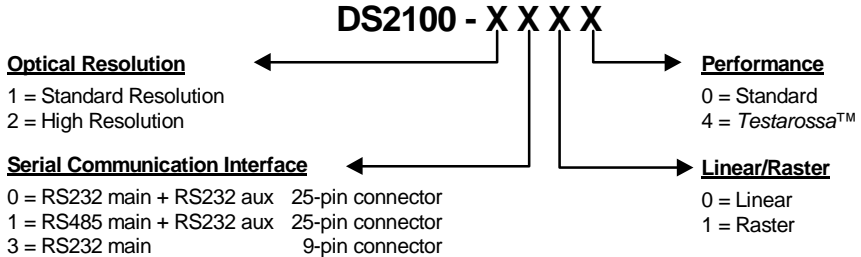 DS2100 - X X X X
Optical Resolution
1 = Standard Resolution
2 = High Resolution
Serial Communication Interface
0 = RS232 main + RS232 aux 25-pin connector
1 = RS485 main + RS232 aux 25-pin connector
3 = RS232 main 9-pin connector
Performance
0 = Standard
4 = Testarossa™
Linear/Raster
0 = Linear
1 = Raster